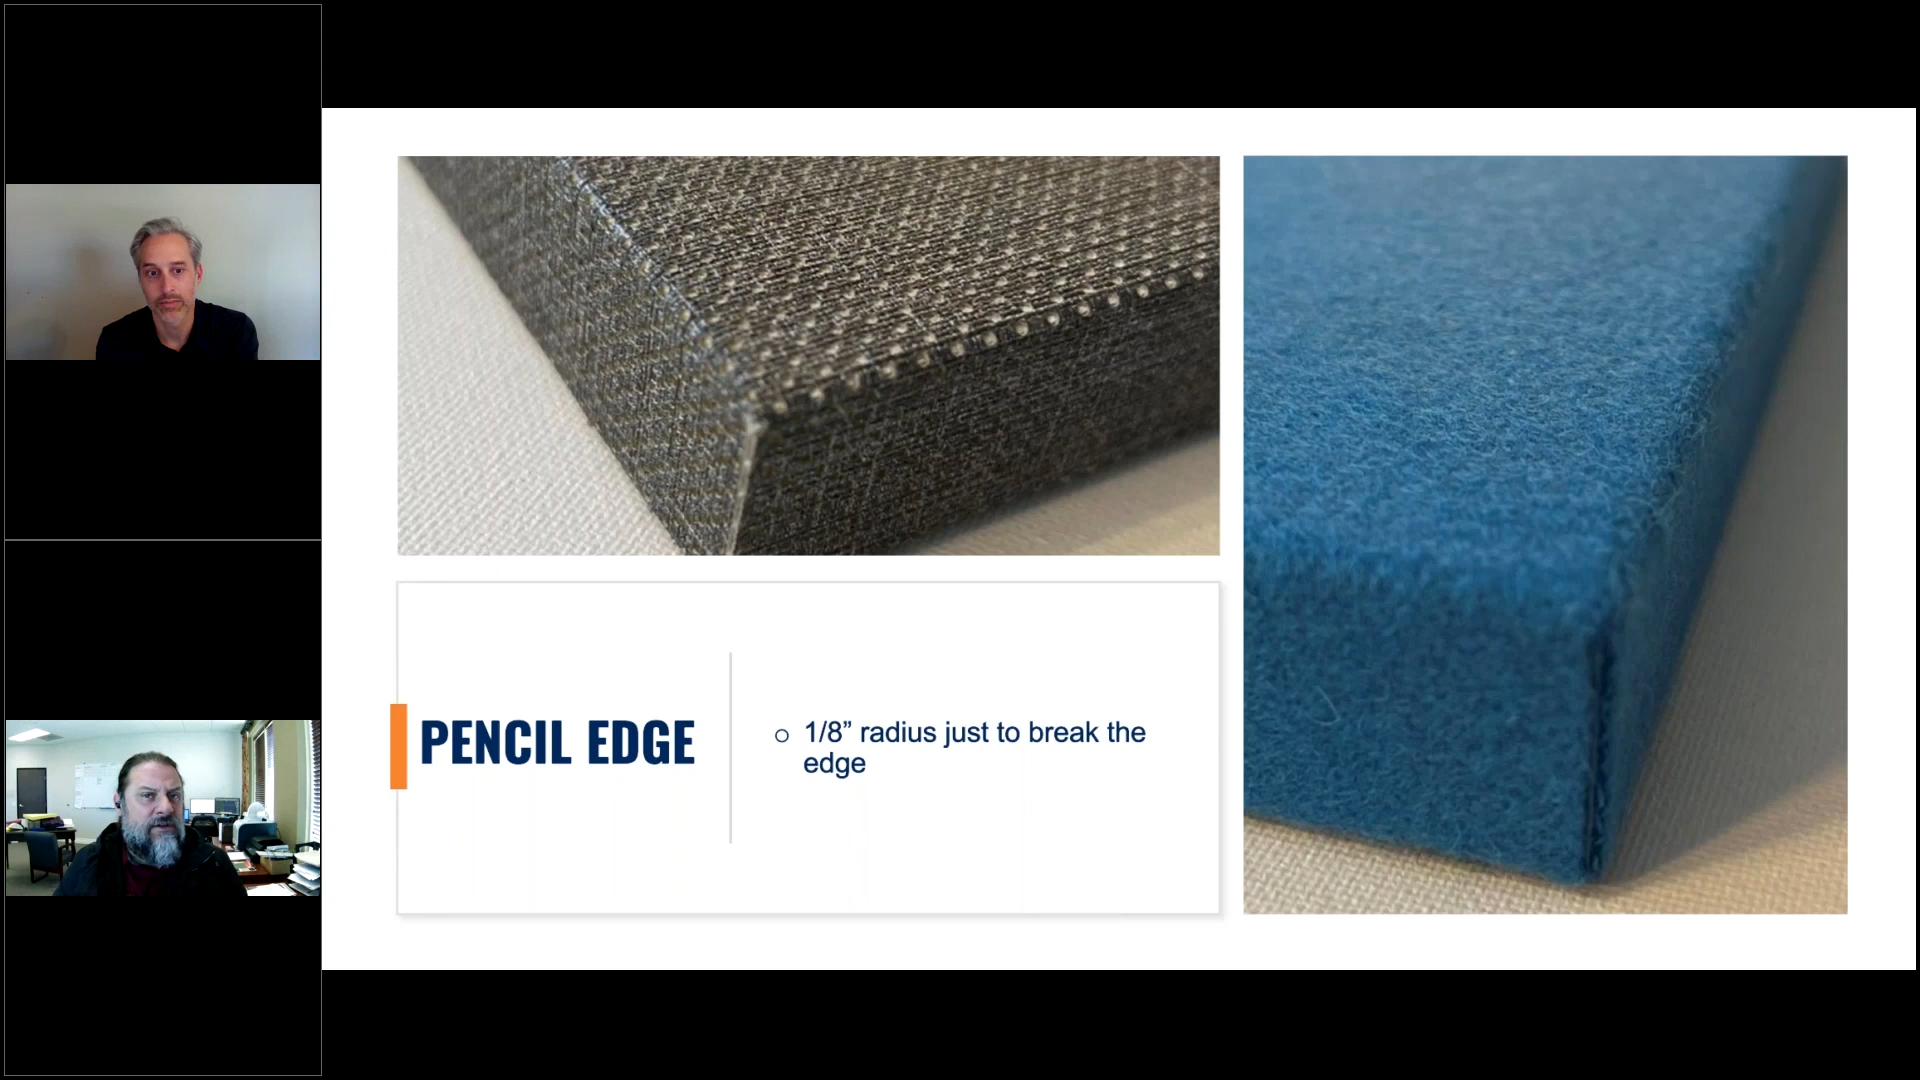 PENCIL EDGE
○ 1/8” radius just to break the
edge